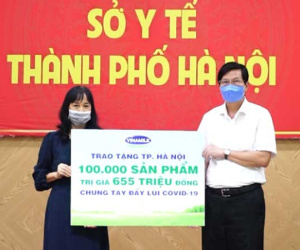 SỞ Y TẾ
THÀNH PHỐ HÀ NỘI
VINAMILK
TRAO TẶNG TP. HÀ NỘI
100.000 SẢN PHẨM
TRỊ GIÁ 655 TRIỆU ĐỒNG
CHUNG TAY ĐẨY LÙI COVID-19